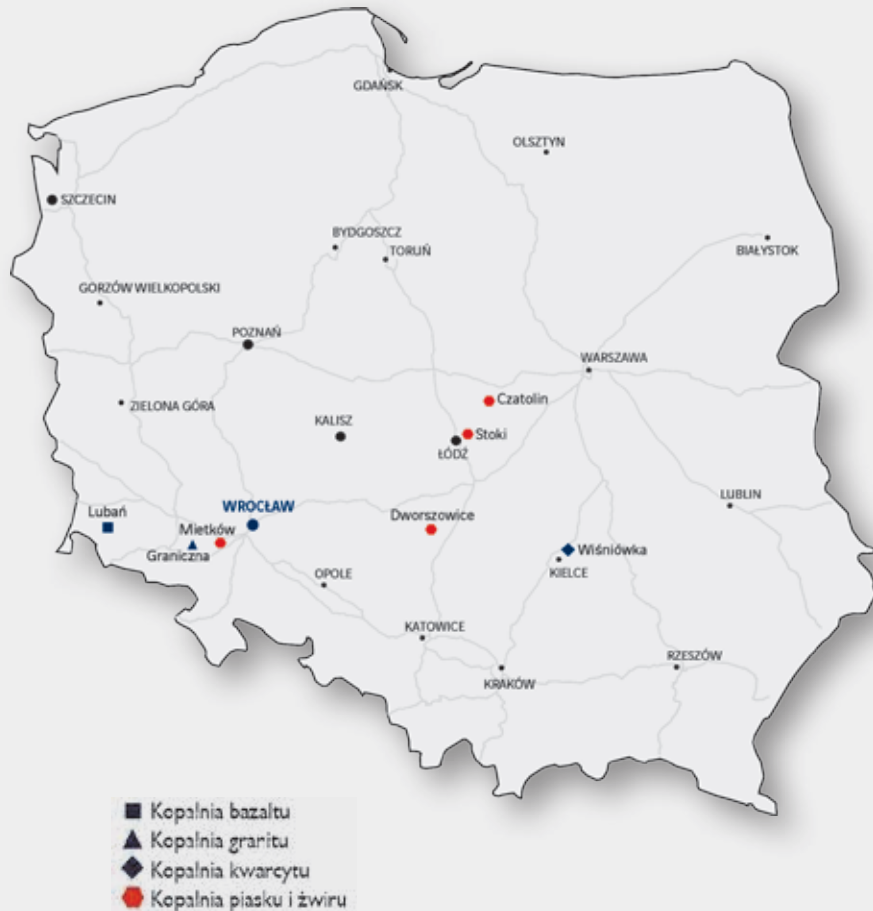 GDAŃSK
OLSZTYN
SZCZECIN
BYDGOSZCZ
TORUŃ
BIAŁYSTOK
GORZÓW WIELKOPOLSKI
POZNAŃ
WARSZAWA
ZIELONA GÓRA
Czatolin
KALISZ
Stoki
ŁÓDŹ
LUBLIN
WROCŁAW
Lubań
Dworszowice
Mietków
Graniczna
Wiśniówka
KIELCE
OPOLE
KATOWICE
RZESZÓW
KRAKÓW
Kopalnia bazaltu
Kopalnia granitu
Kopalnia kwarcytu
Kopalnia piasku i żwiru